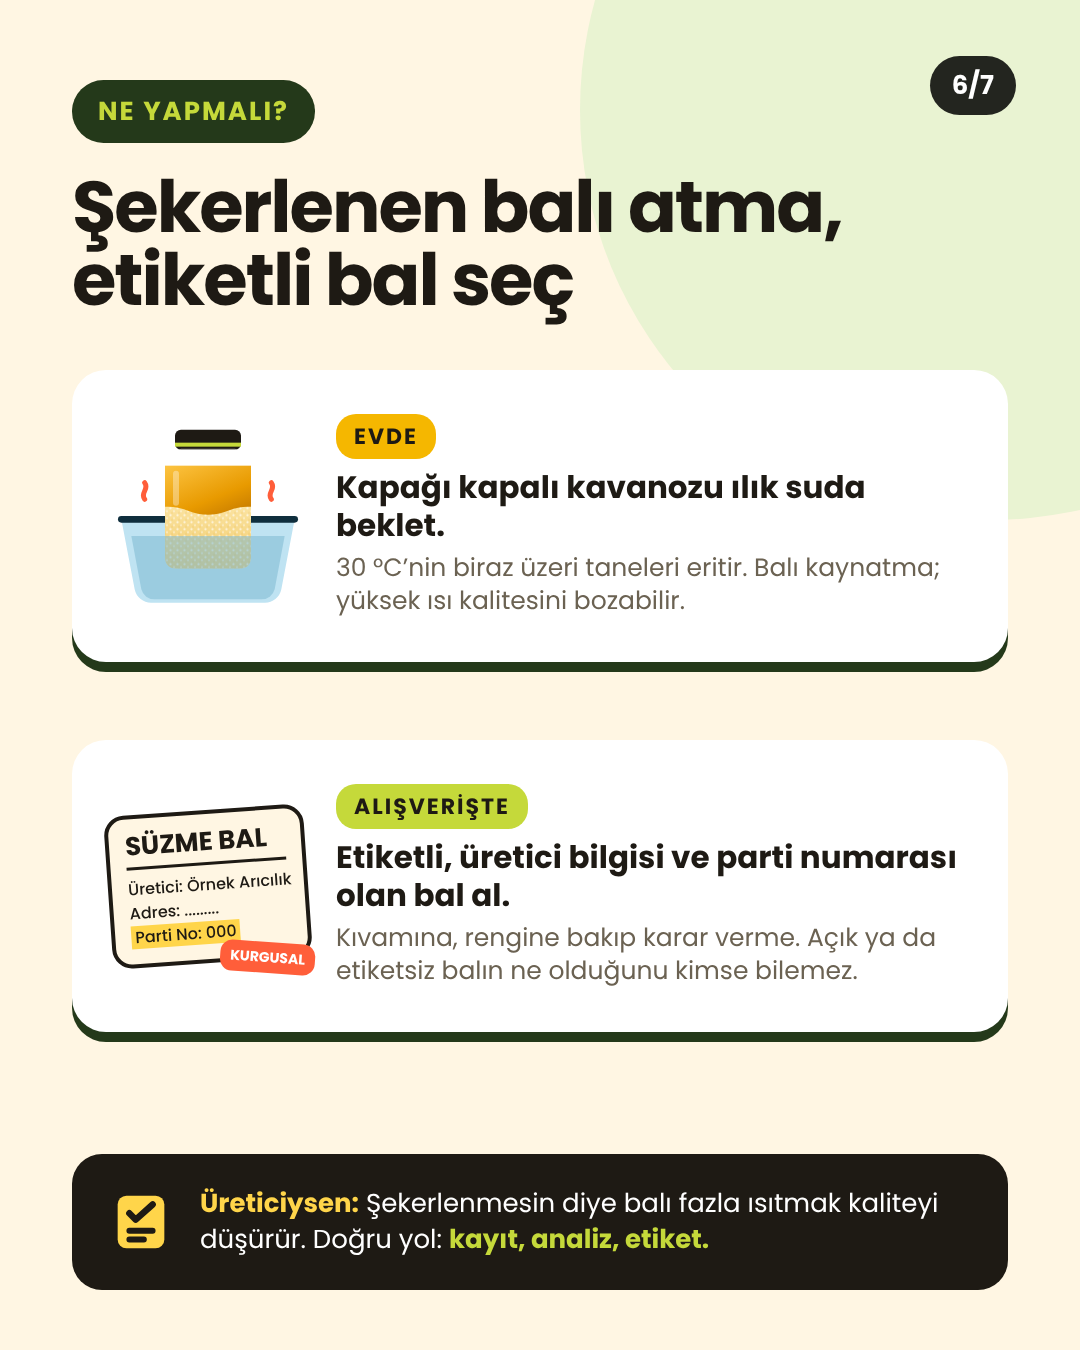 6/7
NE YAPMALI?
Şekerlenen balı atma,
etiketli bal seç
EVDE
Kapağı kapalı kavanozu ılık suda
beklet.
30 °C’nin biraz üzeri taneleri eritir. Balı kaynatma;
yüksek ısı kalitesini bozabilir.
SÜZME BAL
Üretici: Örnek Arıcılık
Adres: .........
Parti No: 000
KURGUSAL
ALIŞVERİŞTE
Etiketli, üretici bilgisi ve parti numarası
olan bal al.
Kıvamına, rengine bakıp karar verme. Açık ya da
etiketsiz balın ne olduğunu kimse bilemez.
Üreticiysen: Şekerlenmesin diye balı fazla ısıtmak kaliteyi
düşürür. Doğru yol: kayıt, analiz, etiket.